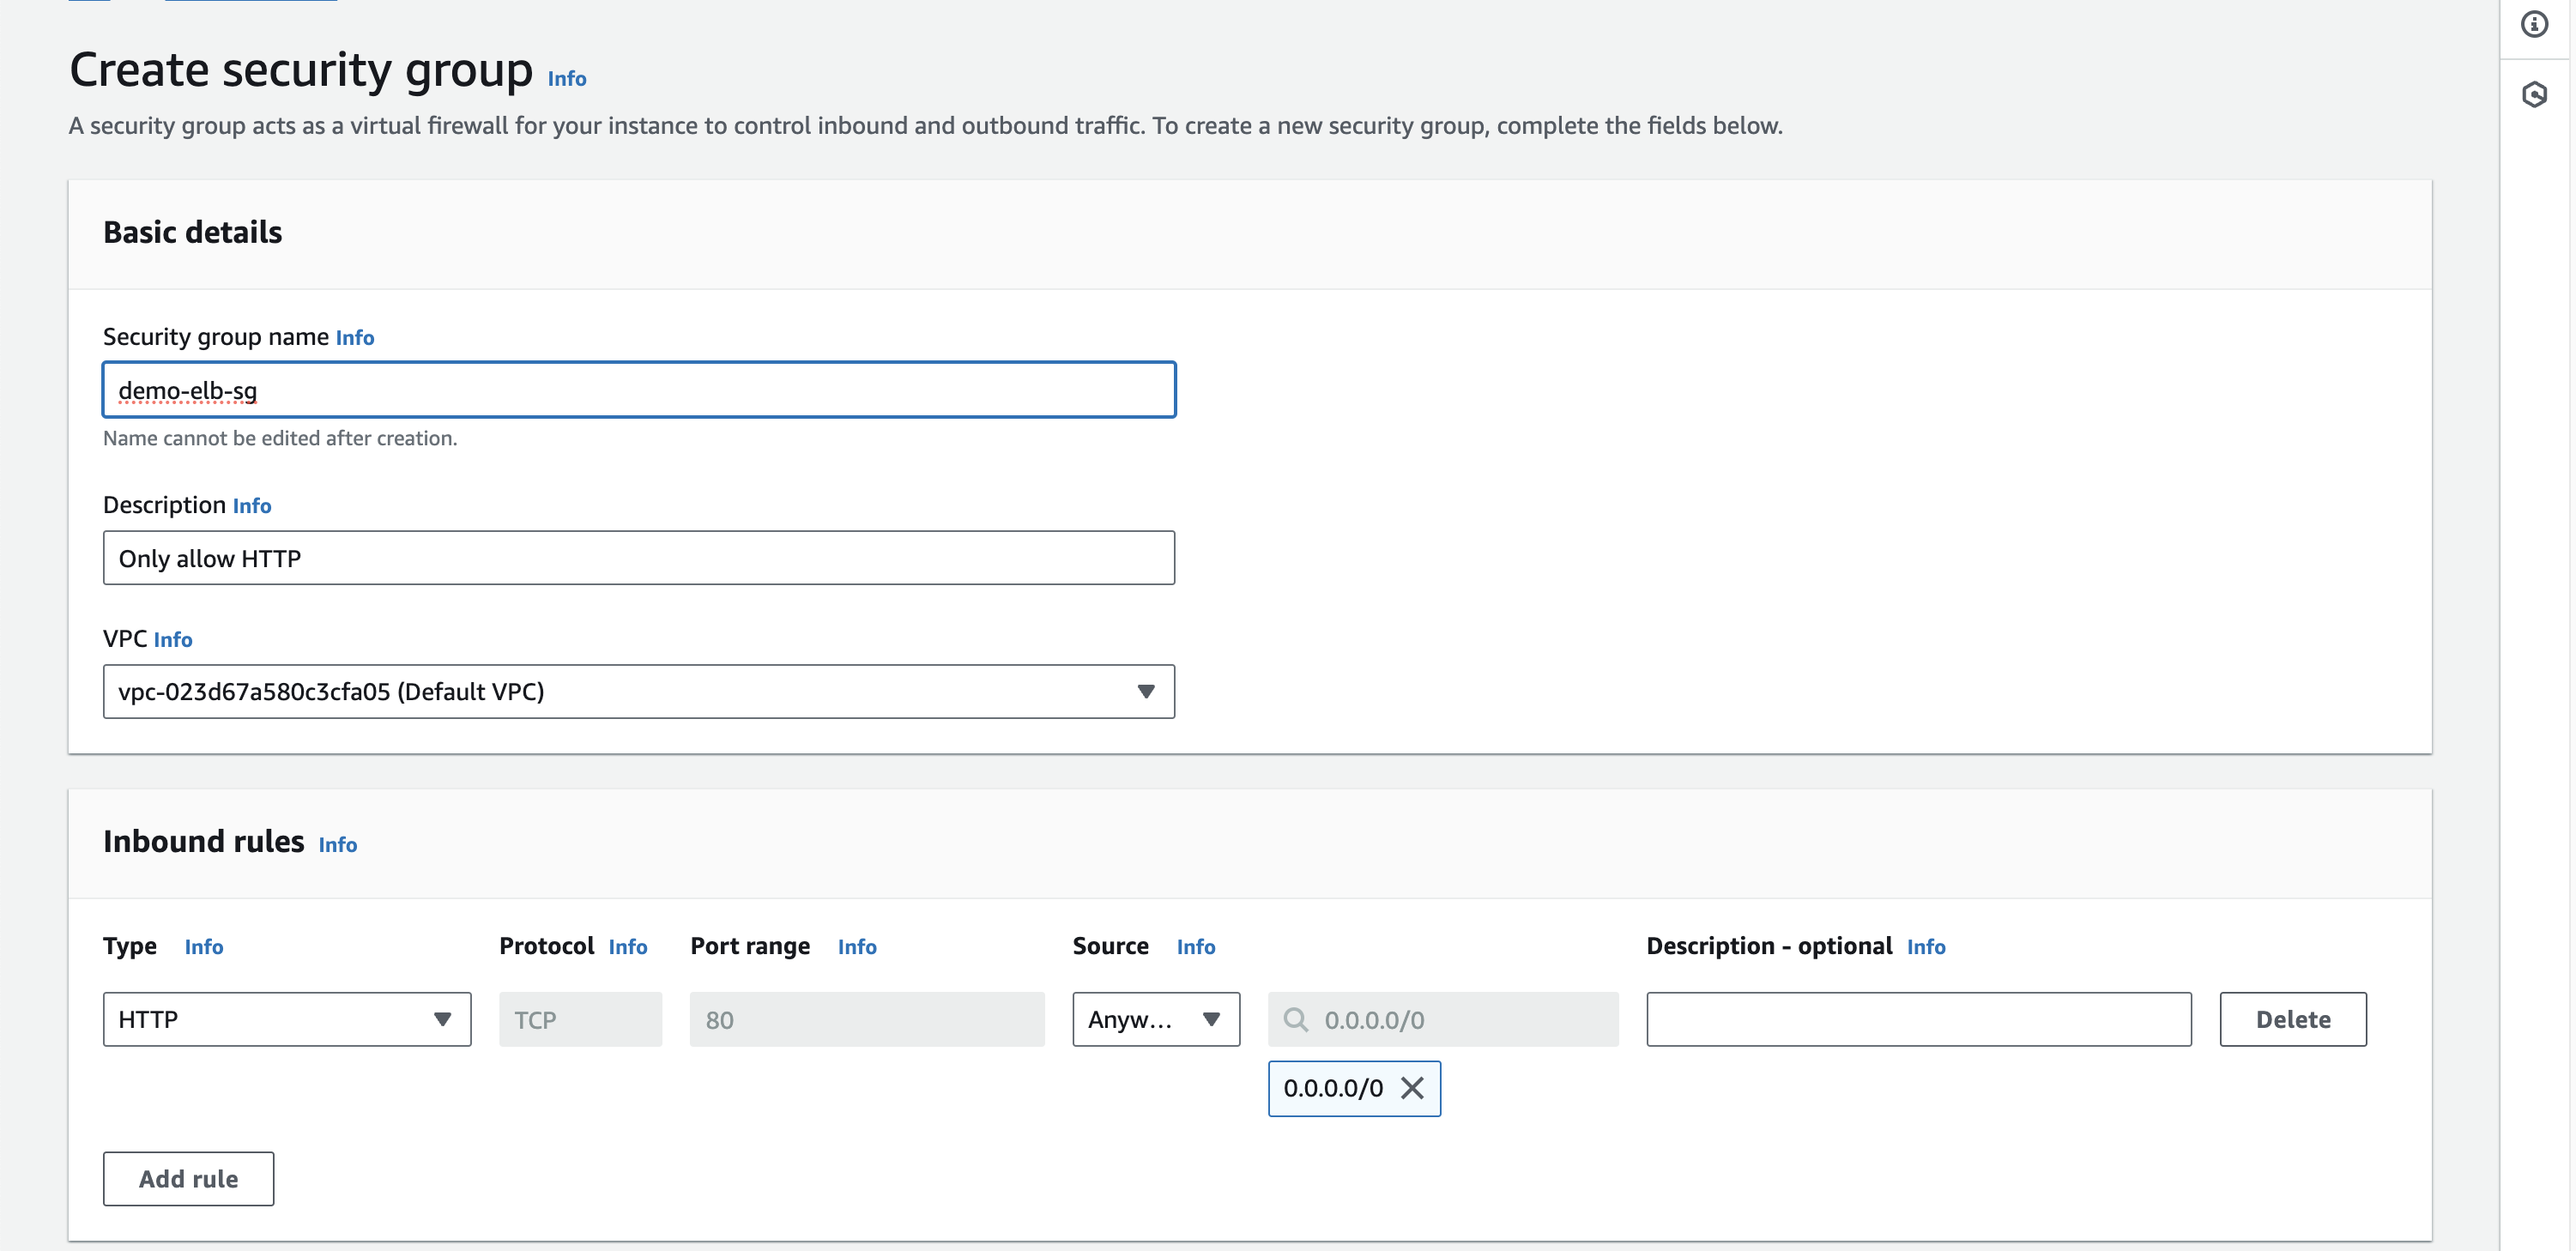 Create security group Info
A security group acts as a virtual firewall for your instance to control inbound and outbound traffic. To create a new security group, complete the fields below.
Basic details
Security group name Info
demo-elb-sg
Name cannot be edited after creation.
Description Info
Only allow HTTP
VPC Info
vpc-023d67a580c3cfa05 (Default VPC)
Inbound rules Info
Type Info Protocol Info Port range Info Source Info Description - optional Info
HTTP TCP 80 Anyw... 0.0.0.0/0 Delete
0.0.0.0/0
Add rule